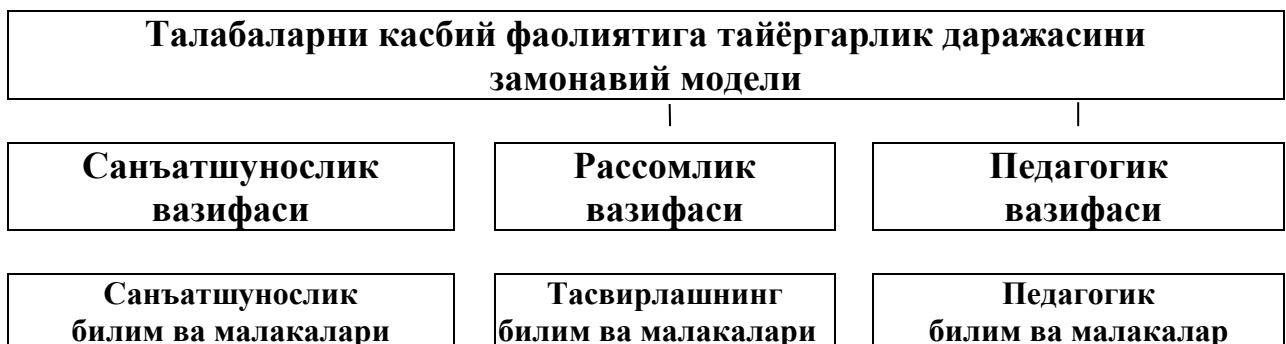 Талабаларни касбий фаолиятига тайёргарлик даражасини
замонавий модели
Санъатшунослик
вазифаси
Рассомлик
вазифаси
Педагогик
вазифаси
Санъатшунослик
билим ва малакалари
Тасвирлашнинг
билим ва малакалари
Педагогик
билим ва малакалар